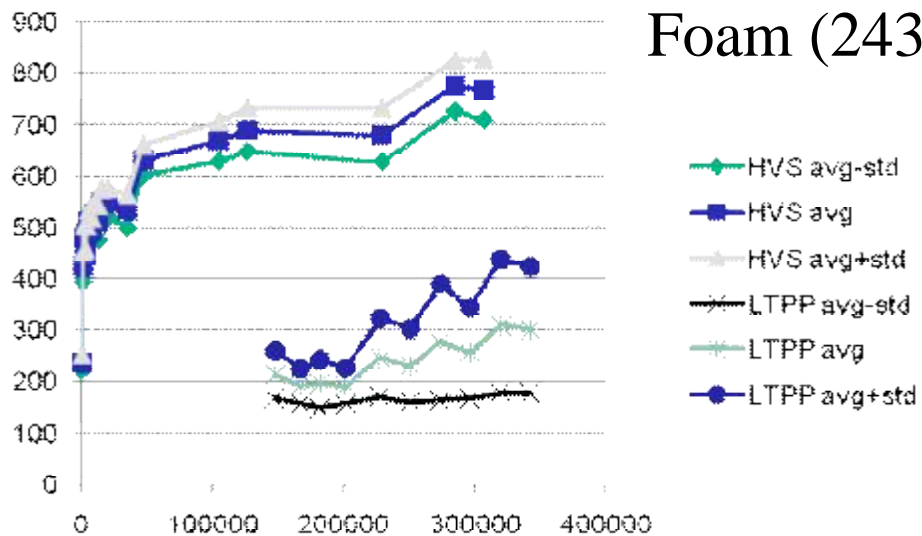 Foam (243
900
800
700
600
500
400
300
200
100
0
0 100000 200000 300000 400000
HVS avg-std
HVS avg
HVS avg+std
LTPP avg-std
LTPP avg
LTPP avg+std